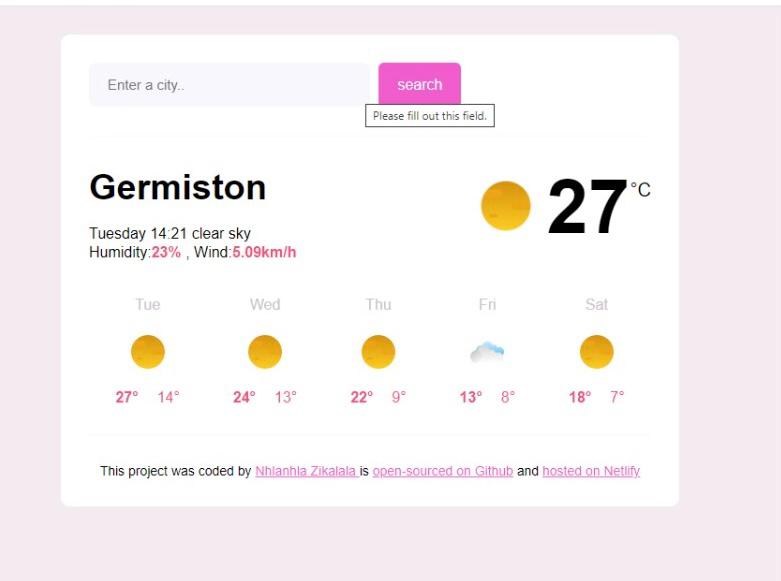 Enter a city..
search
Please fill out this field.
Germiston
27°C
Tuesday 14:21 clear sky
Humidity:23% , Wind:5.09km/h
Tue Wed Thu Fri Sat
27° 14° 24° 13° 22° 9° 13° 8° 18° 7°
This project was coded by Nhlanhla Zikalala is open-sourced on Github and hosted on Netlify